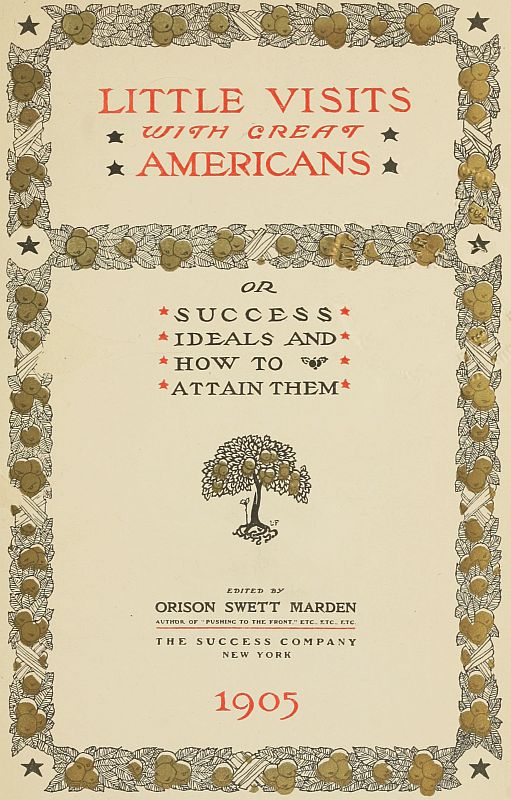 LITTLE VISITS
WITH GREAT
AMERICANS
OR
SUCCESS
IDEALS AND
HOW TO
ATTAIN THEM
L F
EDITED BY
ORISON SWETT MARDEN
AUTHOR OF "PUSHING TO THE FRONT," ETC., ETC., ETC.
THE SUCCESS COMPANY
NEW YORK
1905